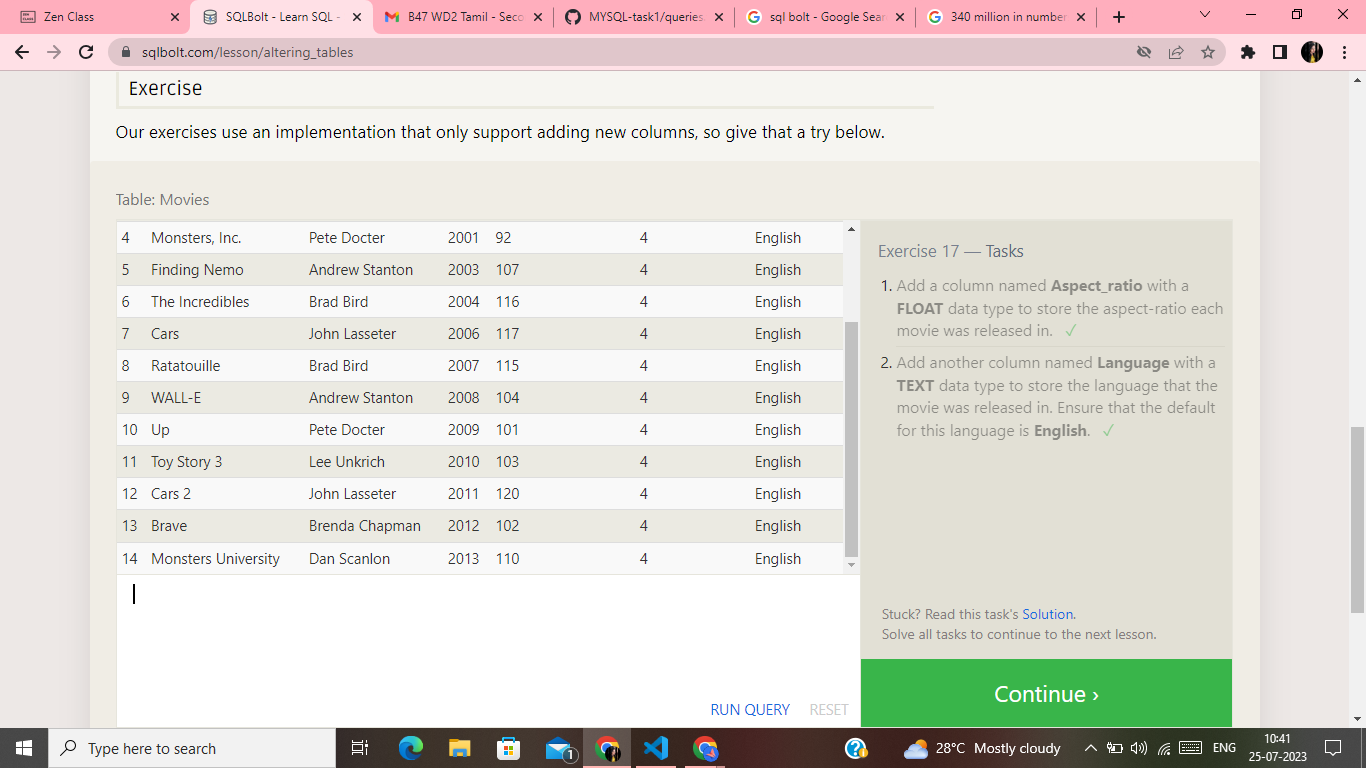 Zen Class
SQLBolt - Learn SQL -
B47 WD2 Tamil - Seco
MYSQL-task1/queries.
sql bolt - Google Sear
340 million in number
sqlbolt.com/lesson/altering_tables
Exercise
Our exercises use an implementation that only support adding new columns, so give that a try below.
Table: Movies
4 Monsters, Inc. Pete Docter 2001 92 4 English
5 Finding Nemo Andrew Stanton 2003 107 4 English
6 The Incredibles Brad Bird 2004 116 4 English
7 Cars John Lasseter 2006 117 4 English
8 Ratatouille Brad Bird 2007 115 4 English
9 WALL-E Andrew Stanton 2008 104 4 English
10 Up Pete Docter 2009 101 4 English
11 Toy Story 3 Lee Unkrich 2010 103 4 English
12 Cars 2 John Lasseter 2011 120 4 English
13 Brave Brenda Chapman 2012 102 4 English
14 Monsters University Dan Scanlon 2013 110 4 English
RUN QUERY RESET
Exercise 17 — Tasks
1. Add a column named Aspect_ratio with a
FLOAT data type to store the aspect-ratio each
movie was released in. ✓
2. Add another column named Language with a
TEXT data type to store the language that the
movie was released in. Ensure that the default
for this language is English. ✓
Stuck? Read this task's Solution.
Solve all tasks to continue to the next lesson.
Continue ›
Type here to search
1
28°C Mostly cloudy
ENG
10:41
25-07-2023